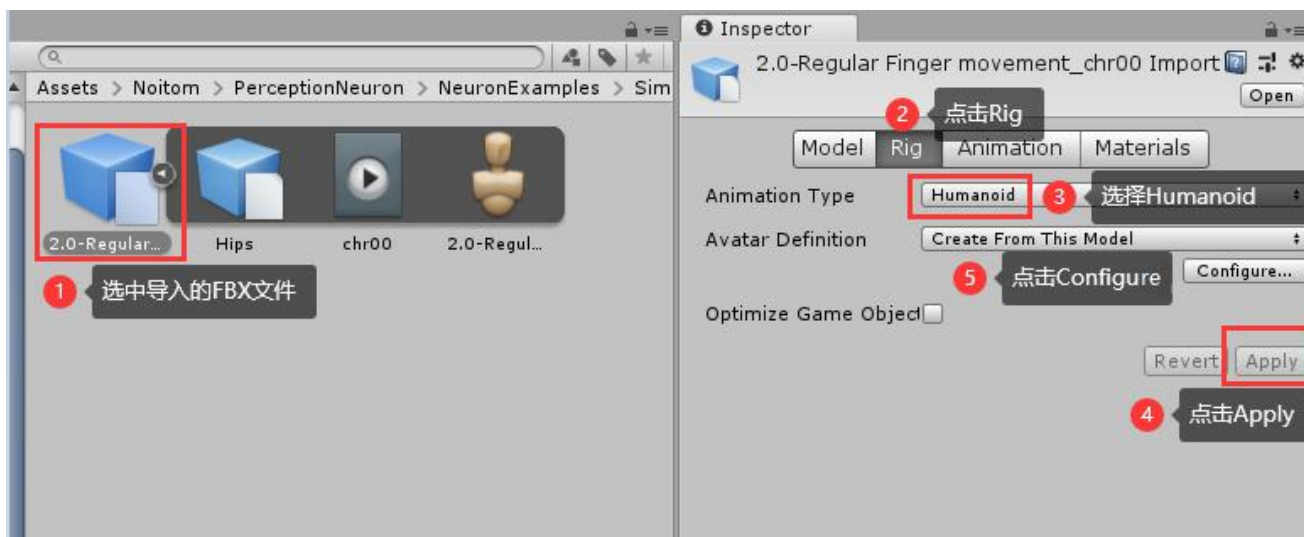 Assets > Noitom > PerceptionNeuron > NeuronExamples > Sim
2.0-Regular...
Hips
chr00
2.0-Regul...
1 选中导入的FBX文件
Inspector
2.0-Regular Finger movement_chr00 Import
Open
2 点击Rig
Model Rig Animation Materials
Animation Type Humanoid
3 选择Humanoid
Avatar Definition Create From This Model
5 点击Configure
Configure...
Optimize Game Object
Revert Apply
4 点击Apply